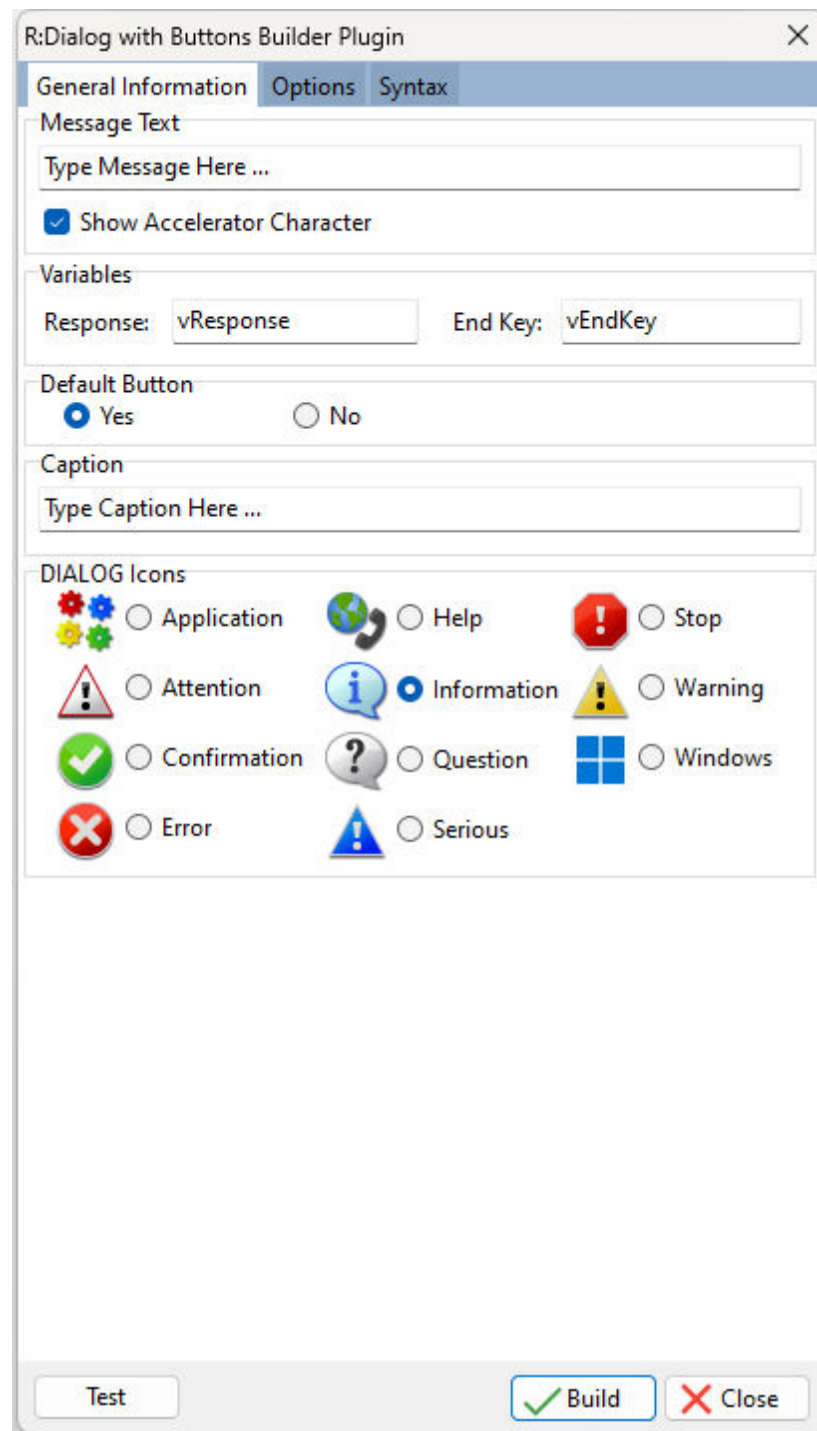 R:Dialog with Buttons Builder Plugin
General Information Options Syntax
Message Text
Type Message Here ...
Show Accelerator Character
Variables
Response: vResponse End Key: vEndKey
Default Button
Yes No
Caption
Type Caption Here ...
DIALOG Icons
Application Help Stop
Attention Information Warning
Confirmation Question Windows
Error Serious
Test Build Close